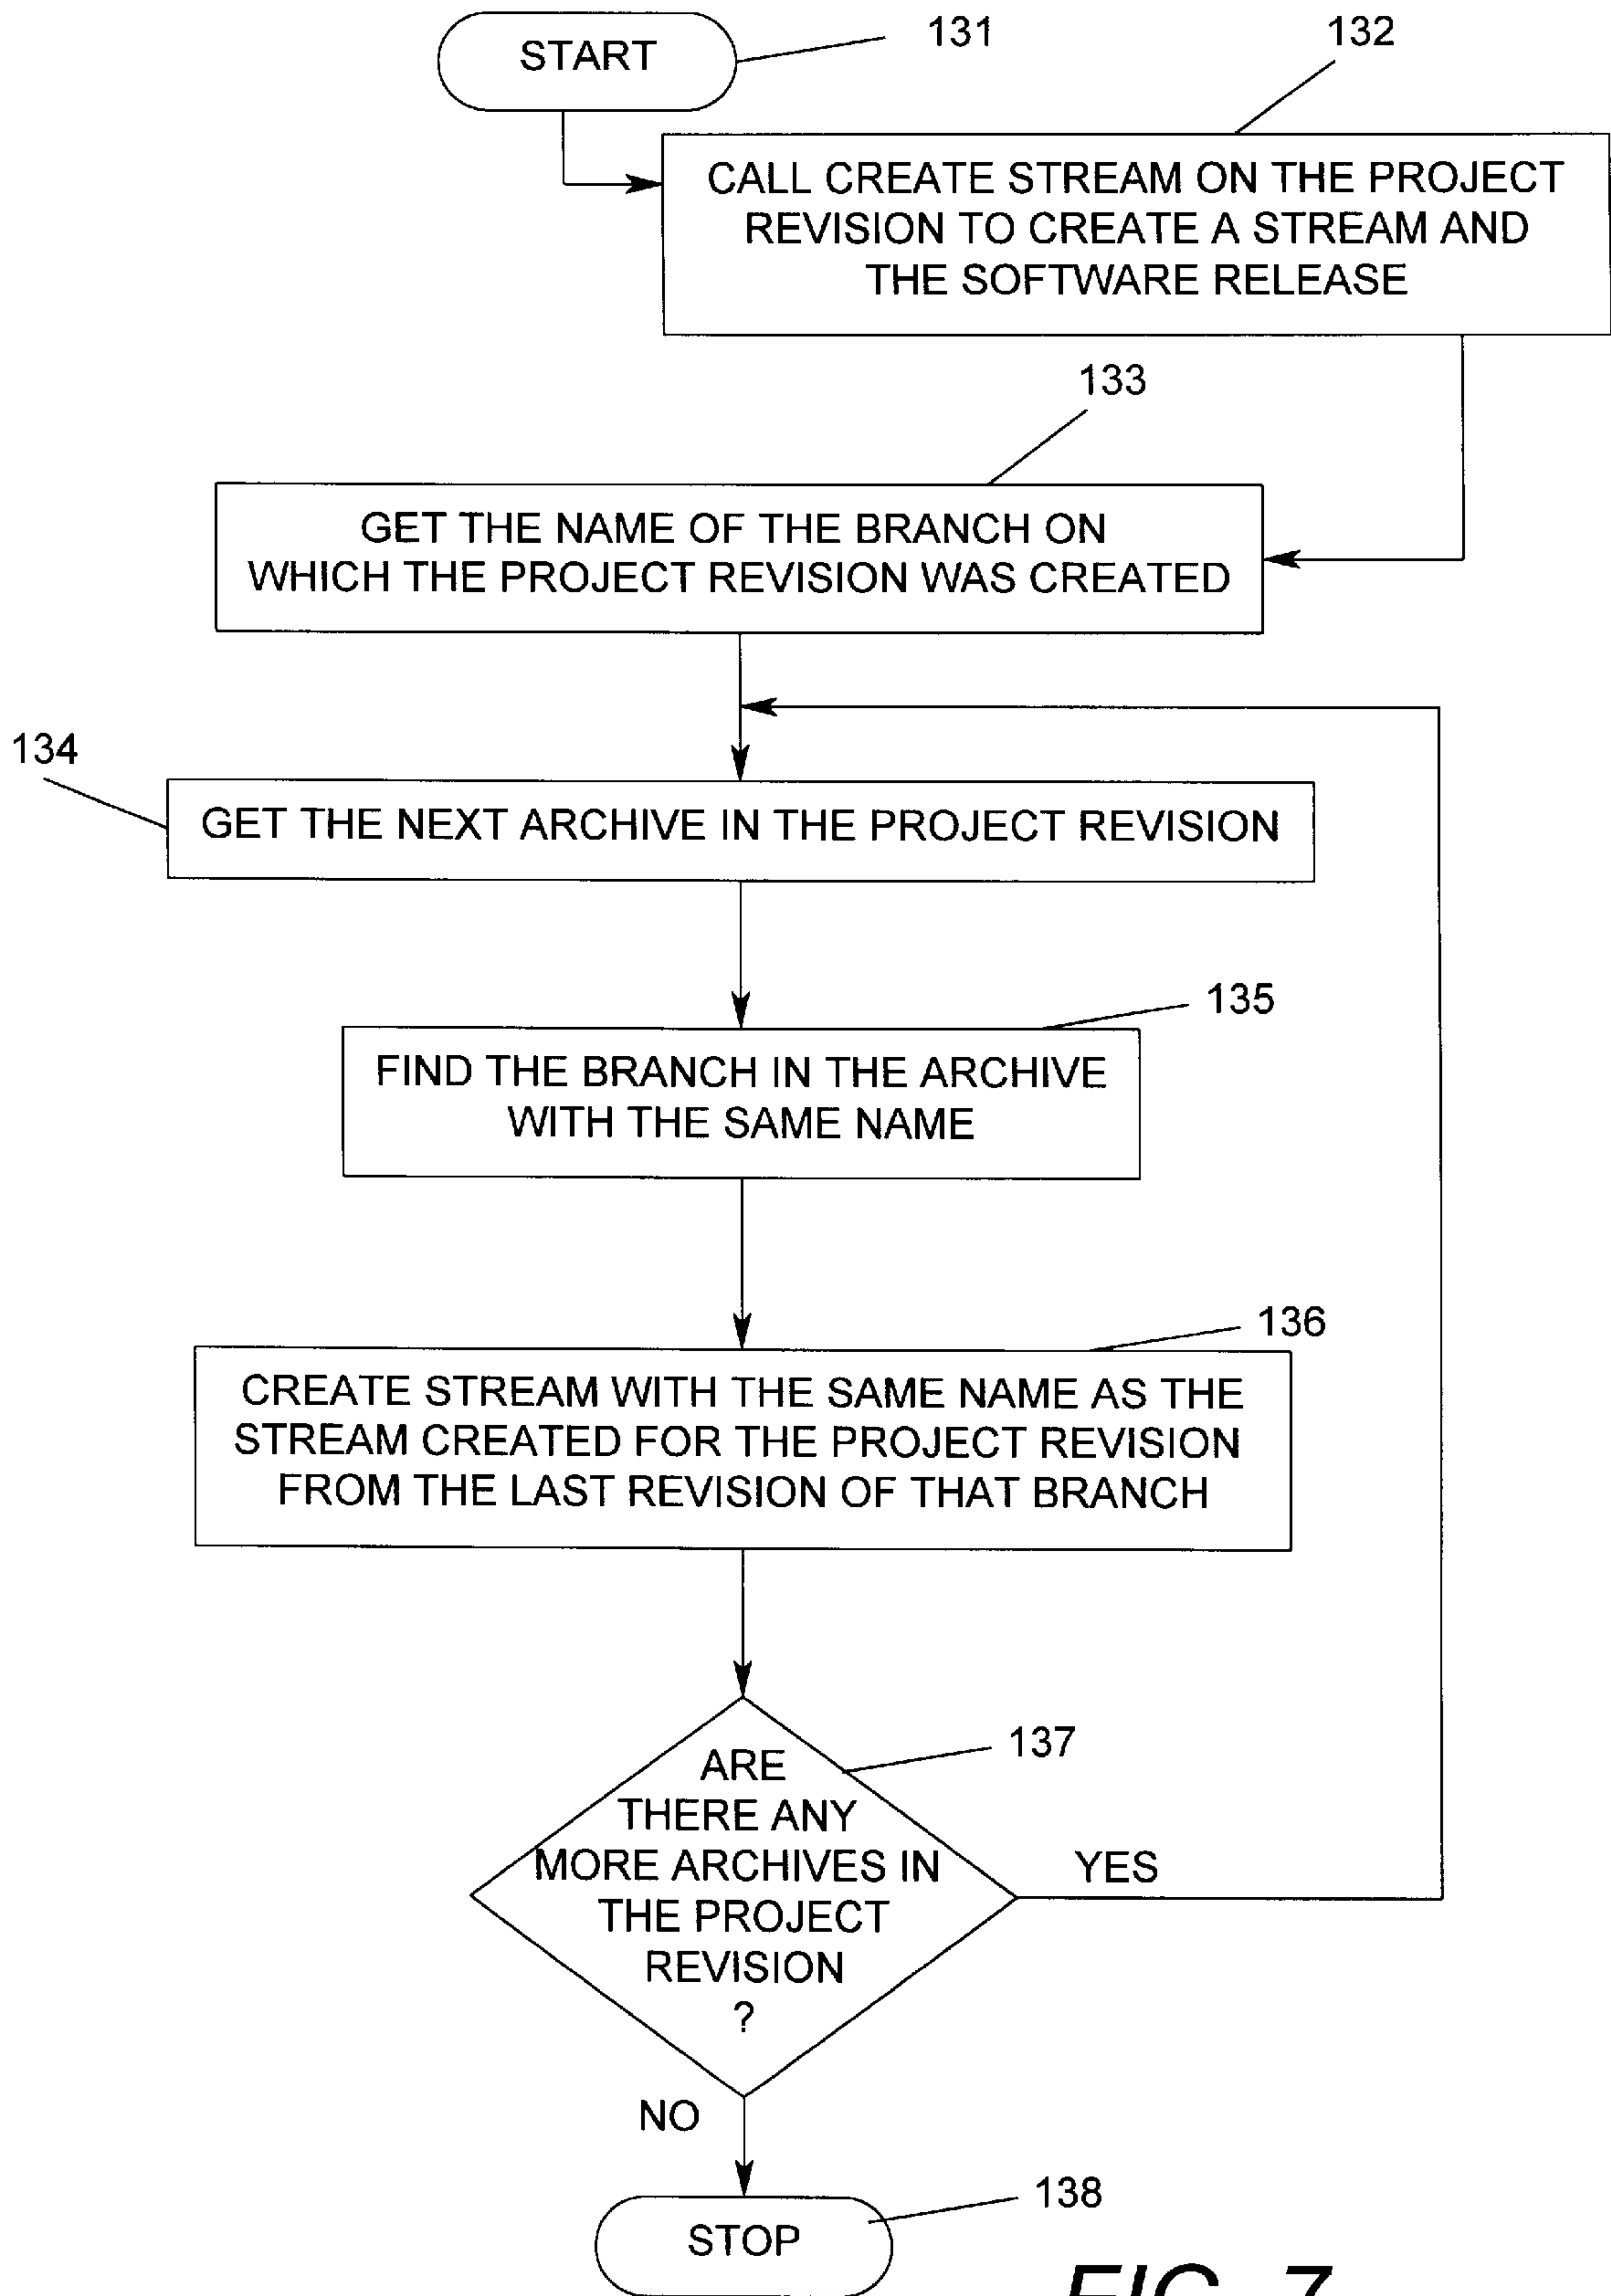 START
131
132
CALL CREATE STREAM ON THE PROJECT
REVISION TO CREATE A STREAM AND
THE SOFTWARE RELEASE
133
GET THE NAME OF THE BRANCH ON
WHICH THE PROJECT REVISION WAS CREATED
134
GET THE NEXT ARCHIVE IN THE PROJECT REVISION
135
FIND THE BRANCH IN THE ARCHIVE
WITH THE SAME NAME
136
CREATE STREAM WITH THE SAME NAME AS THE
STREAM CREATED FOR THE PROJECT REVISION
FROM THE LAST REVISION OF THAT BRANCH
137
ARE
THERE ANY
MORE ARCHIVES IN
THE PROJECT
REVISION
?
YES
NO
138
STOP
FIG. 7